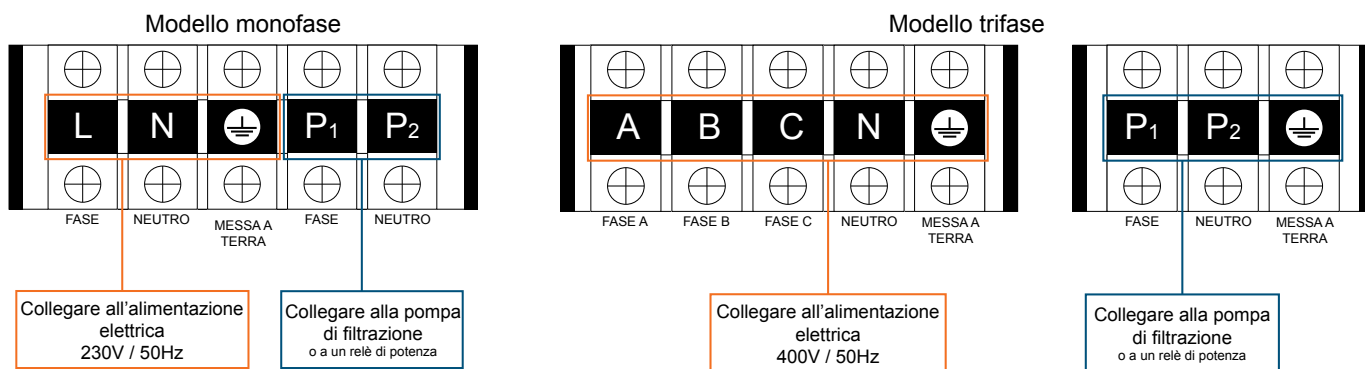 Modello monofase
L N P1 P2
FASE NEUTRO MESSA A FASE NEUTRO
TERRA
Collegare all’alimentazione
elettrica
230V / 50Hz
Collegare alla pompa
di filtrazione
o a un relè di potenza
Modello trifase
A B C N
FASE A FASE B FASE C NEUTRO MESSA A
TERRA
Collegare all’alimentazione
elettrica
400V / 50Hz
P1 P2
FASE NEUTRO MESSA A
TERRA
Collegare alla pompa
di filtrazione
o a un relè di potenza